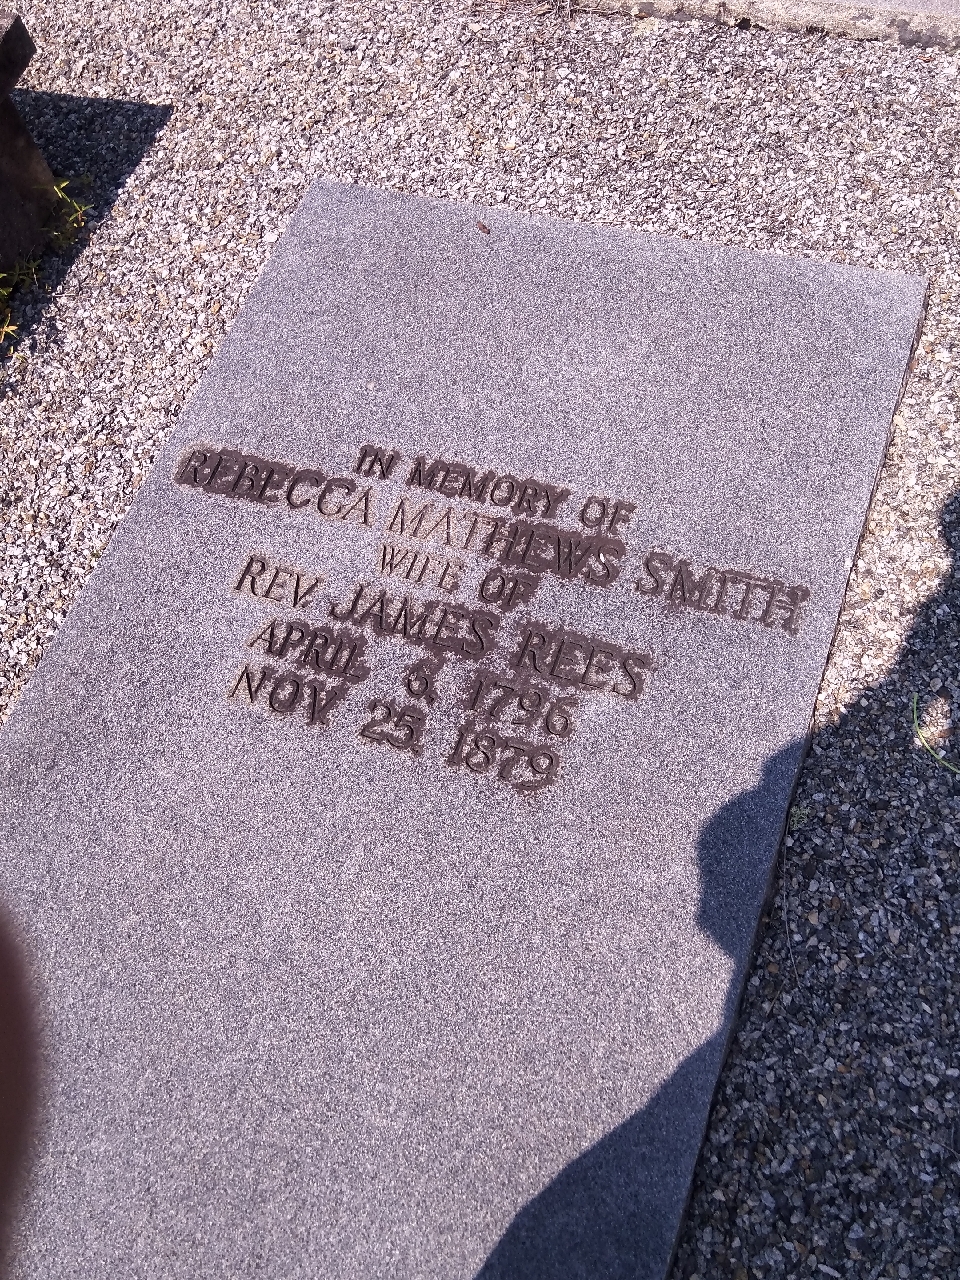 IN MEMORY OF
REBECCA MATHEWS SMITH
WIFE OF
REV. JAMES REES
APRIL 6, 1796
NOV. 25, 1879